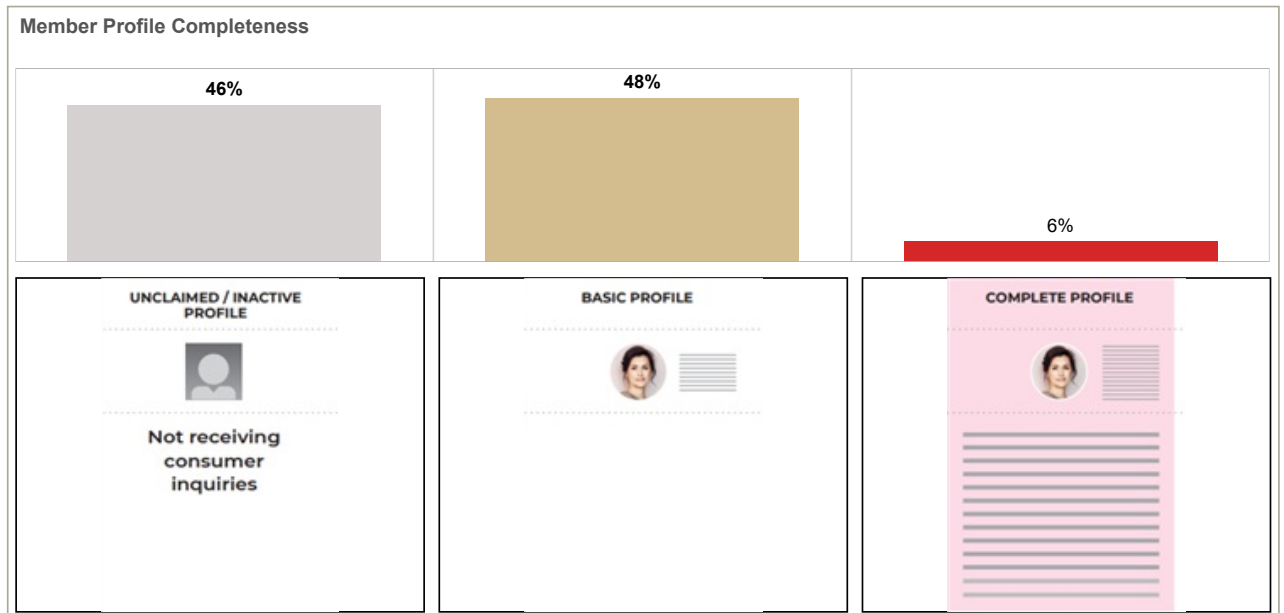 Member Profile Completeness
46%
48%
6%
UNCLAIMED / INACTIVE
PROFILE
Not receiving
consumer
inquiries
BASIC PROFILE
COMPLETE PROFILE